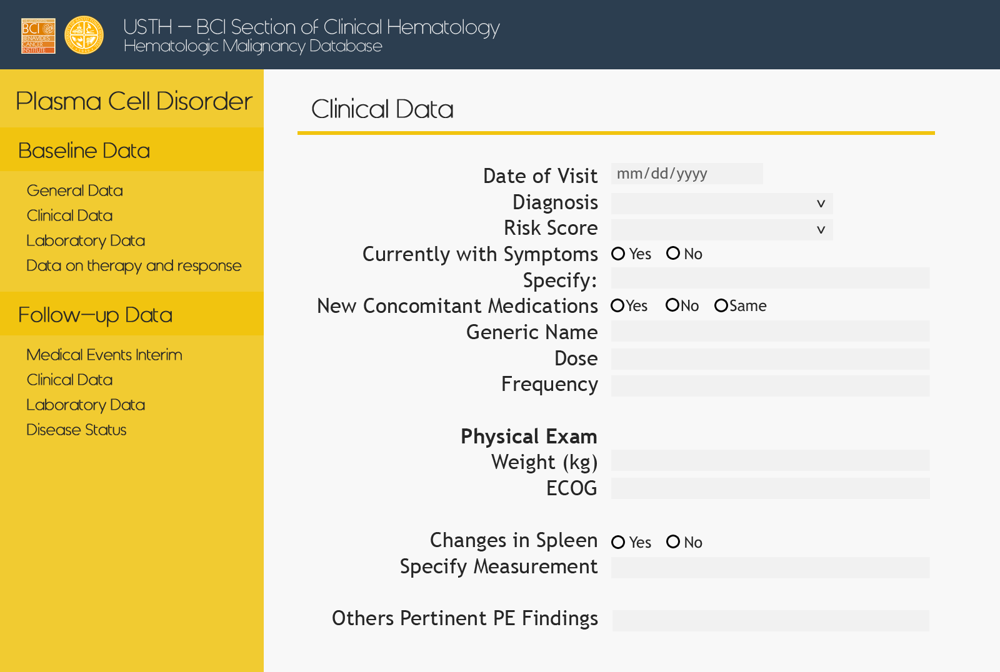 BCI
BENAVIDES
CANCER
INSTITUTE
USTH – BCI Section of Clinical Hematology
Hematologic Malignancy Database
Plasma Cell Disorder
Baseline Data
General Data
Clinical Data
Laboratory Data
Data on therapy and response
Follow-up Data
Medical Events Interim
Clinical Data
Laboratory Data
Disease Status
Clinical Data
Date of Visit mm/dd/yyyy
Diagnosis
Risk Score
Currently with Symptoms Yes No
Specify:
New Concomitant Medications Yes No Same
Generic Name
Dose
Frequency
Physical Exam
Weight (kg)
ECOG
Changes in Spleen Yes No
Specify Measurement
Others Pertinent PE Findings